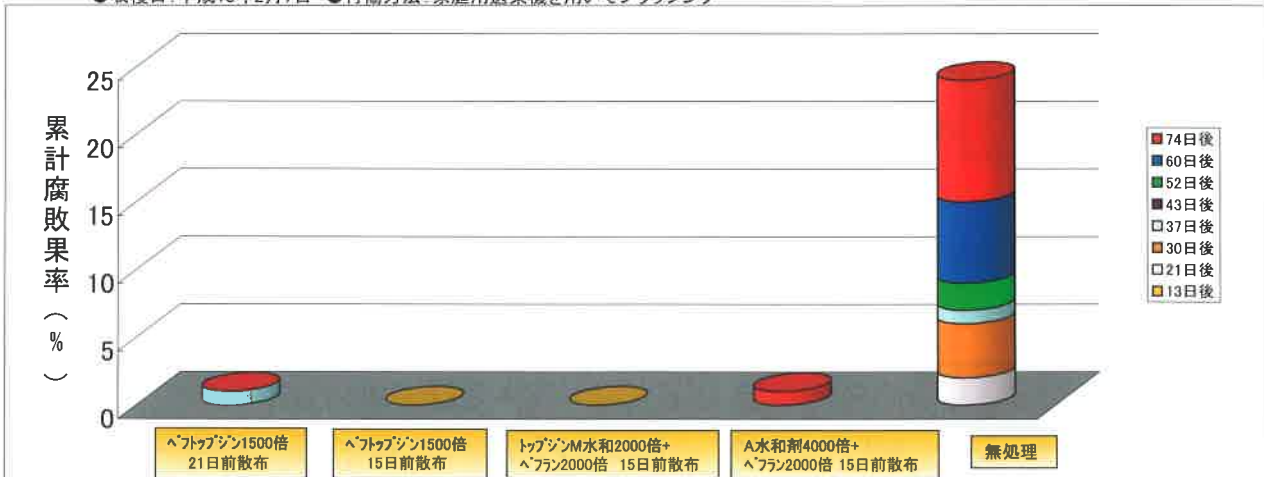 25
20
15
10
5
0
累計腐敗果率(%)
74日後
60日後
52日後
43日後
37日後
30日後
21日後
13日後
ベフトップジン1500倍
21日前散布
ベフトップジン1500倍
15日前散布
トップジンM水和2000倍+
ベフラン2000倍 15日前散布
A水和剤4000倍+
ベフラン2000倍 15日前散布
無処理